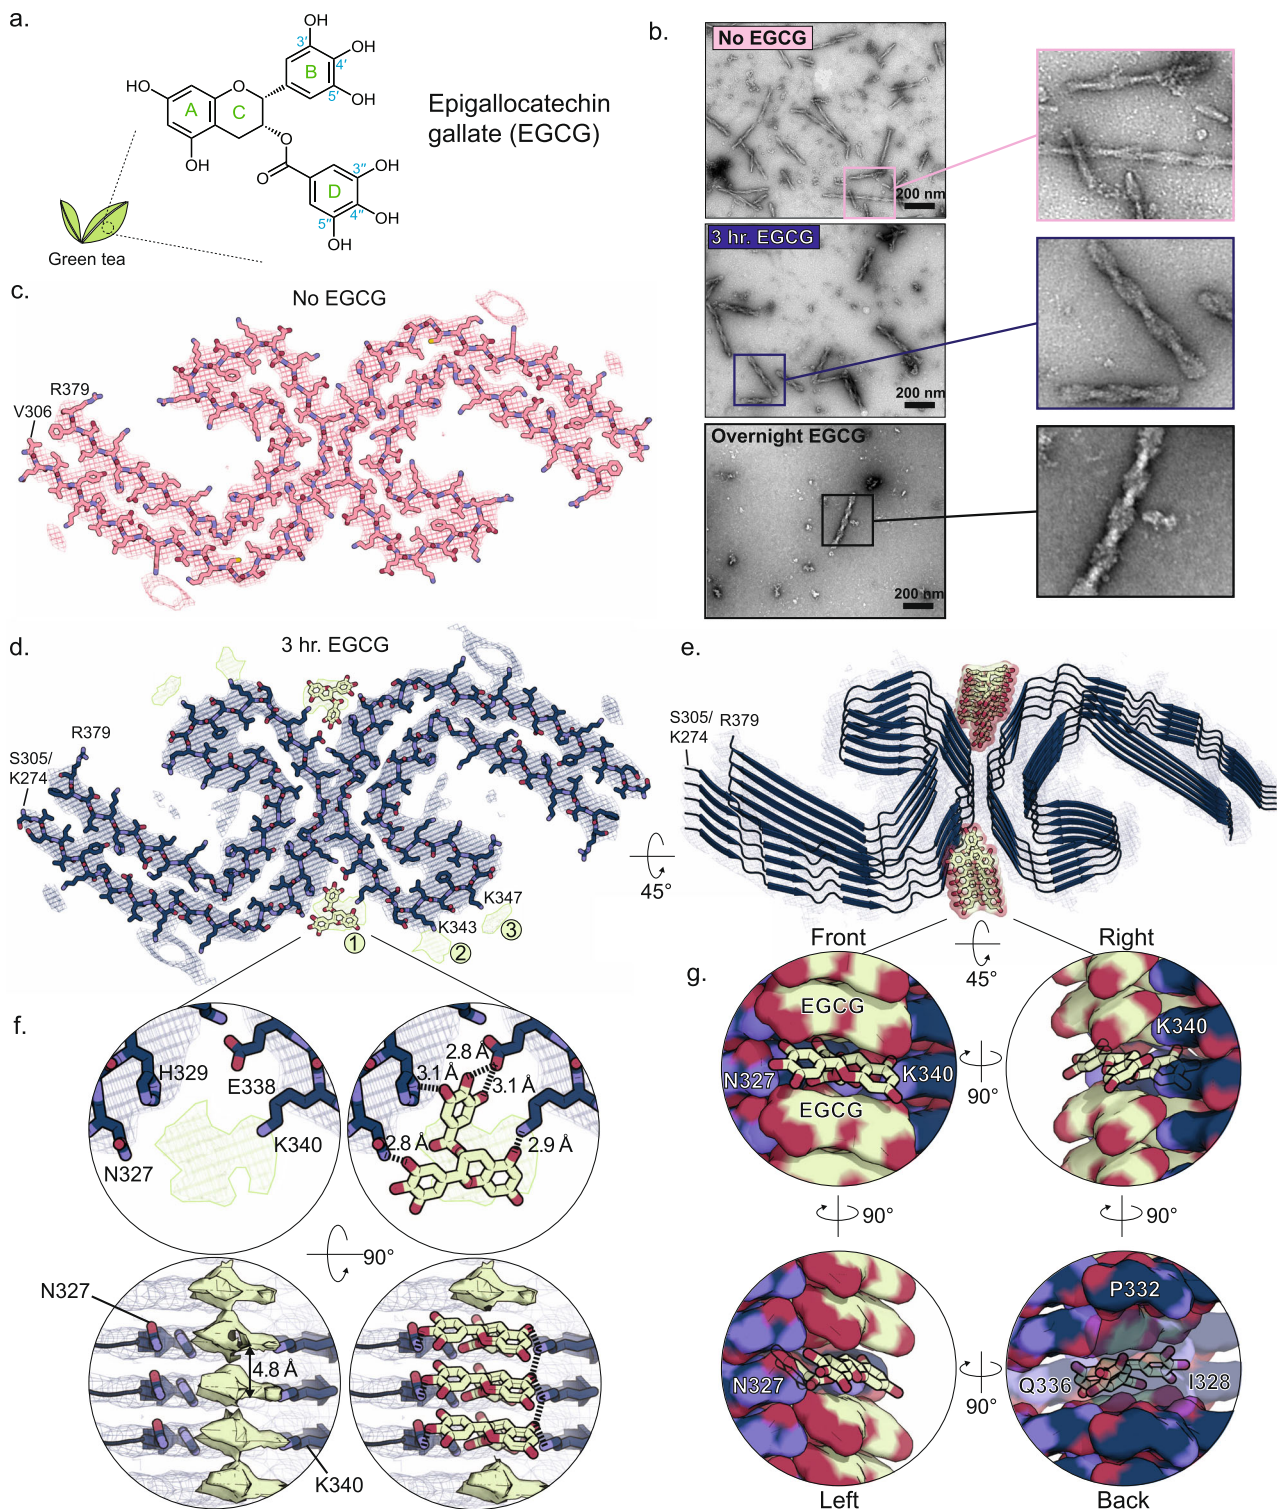 a.
OH
3′
OH
4′
B
5′
OH
HO
O
A
C
OH
O
O
3″
OH
D
4″
OH
5″
OH
Epigallocatechin
gallate (EGCG)
Green tea
b.
No EGCG
200 nm
3 hr. EGCG
200 nm
Overnight EGCG
200 nm
c.
No EGCG
R379
V306
d.
3 hr. EGCG
R379
S305/
K274
K347
K343
1
2
3
45°
e.
S305/
K274
R379
45°
f.
H329
E338
K340
N327
2.8 Å
3.1 Å
3.1 Å
2.8 Å
2.9 Å
90°
N327
4.8 Å
K340
g.
Front
EGCG
N327
K340
EGCG
90°
Right
K340
90°
90°
N327
Left
90°
P332
Q336
I328
Back